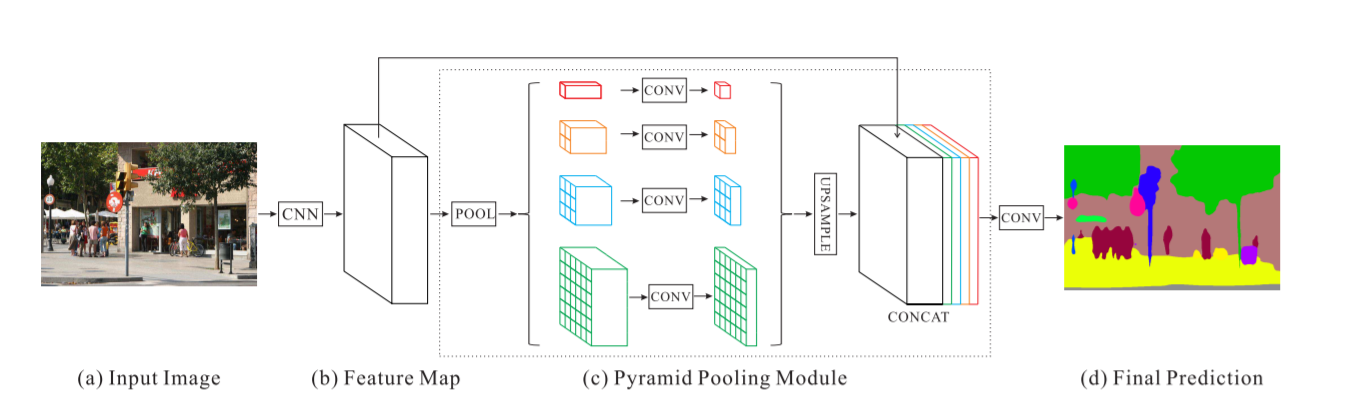 CNN
POOL
CONV
CONV
CONV
CONV
UPSAMPLE
CONCAT
CONV
(a) Input Image
(b) Feature Map
(c) Pyramid Pooling Module
(d) Final Prediction